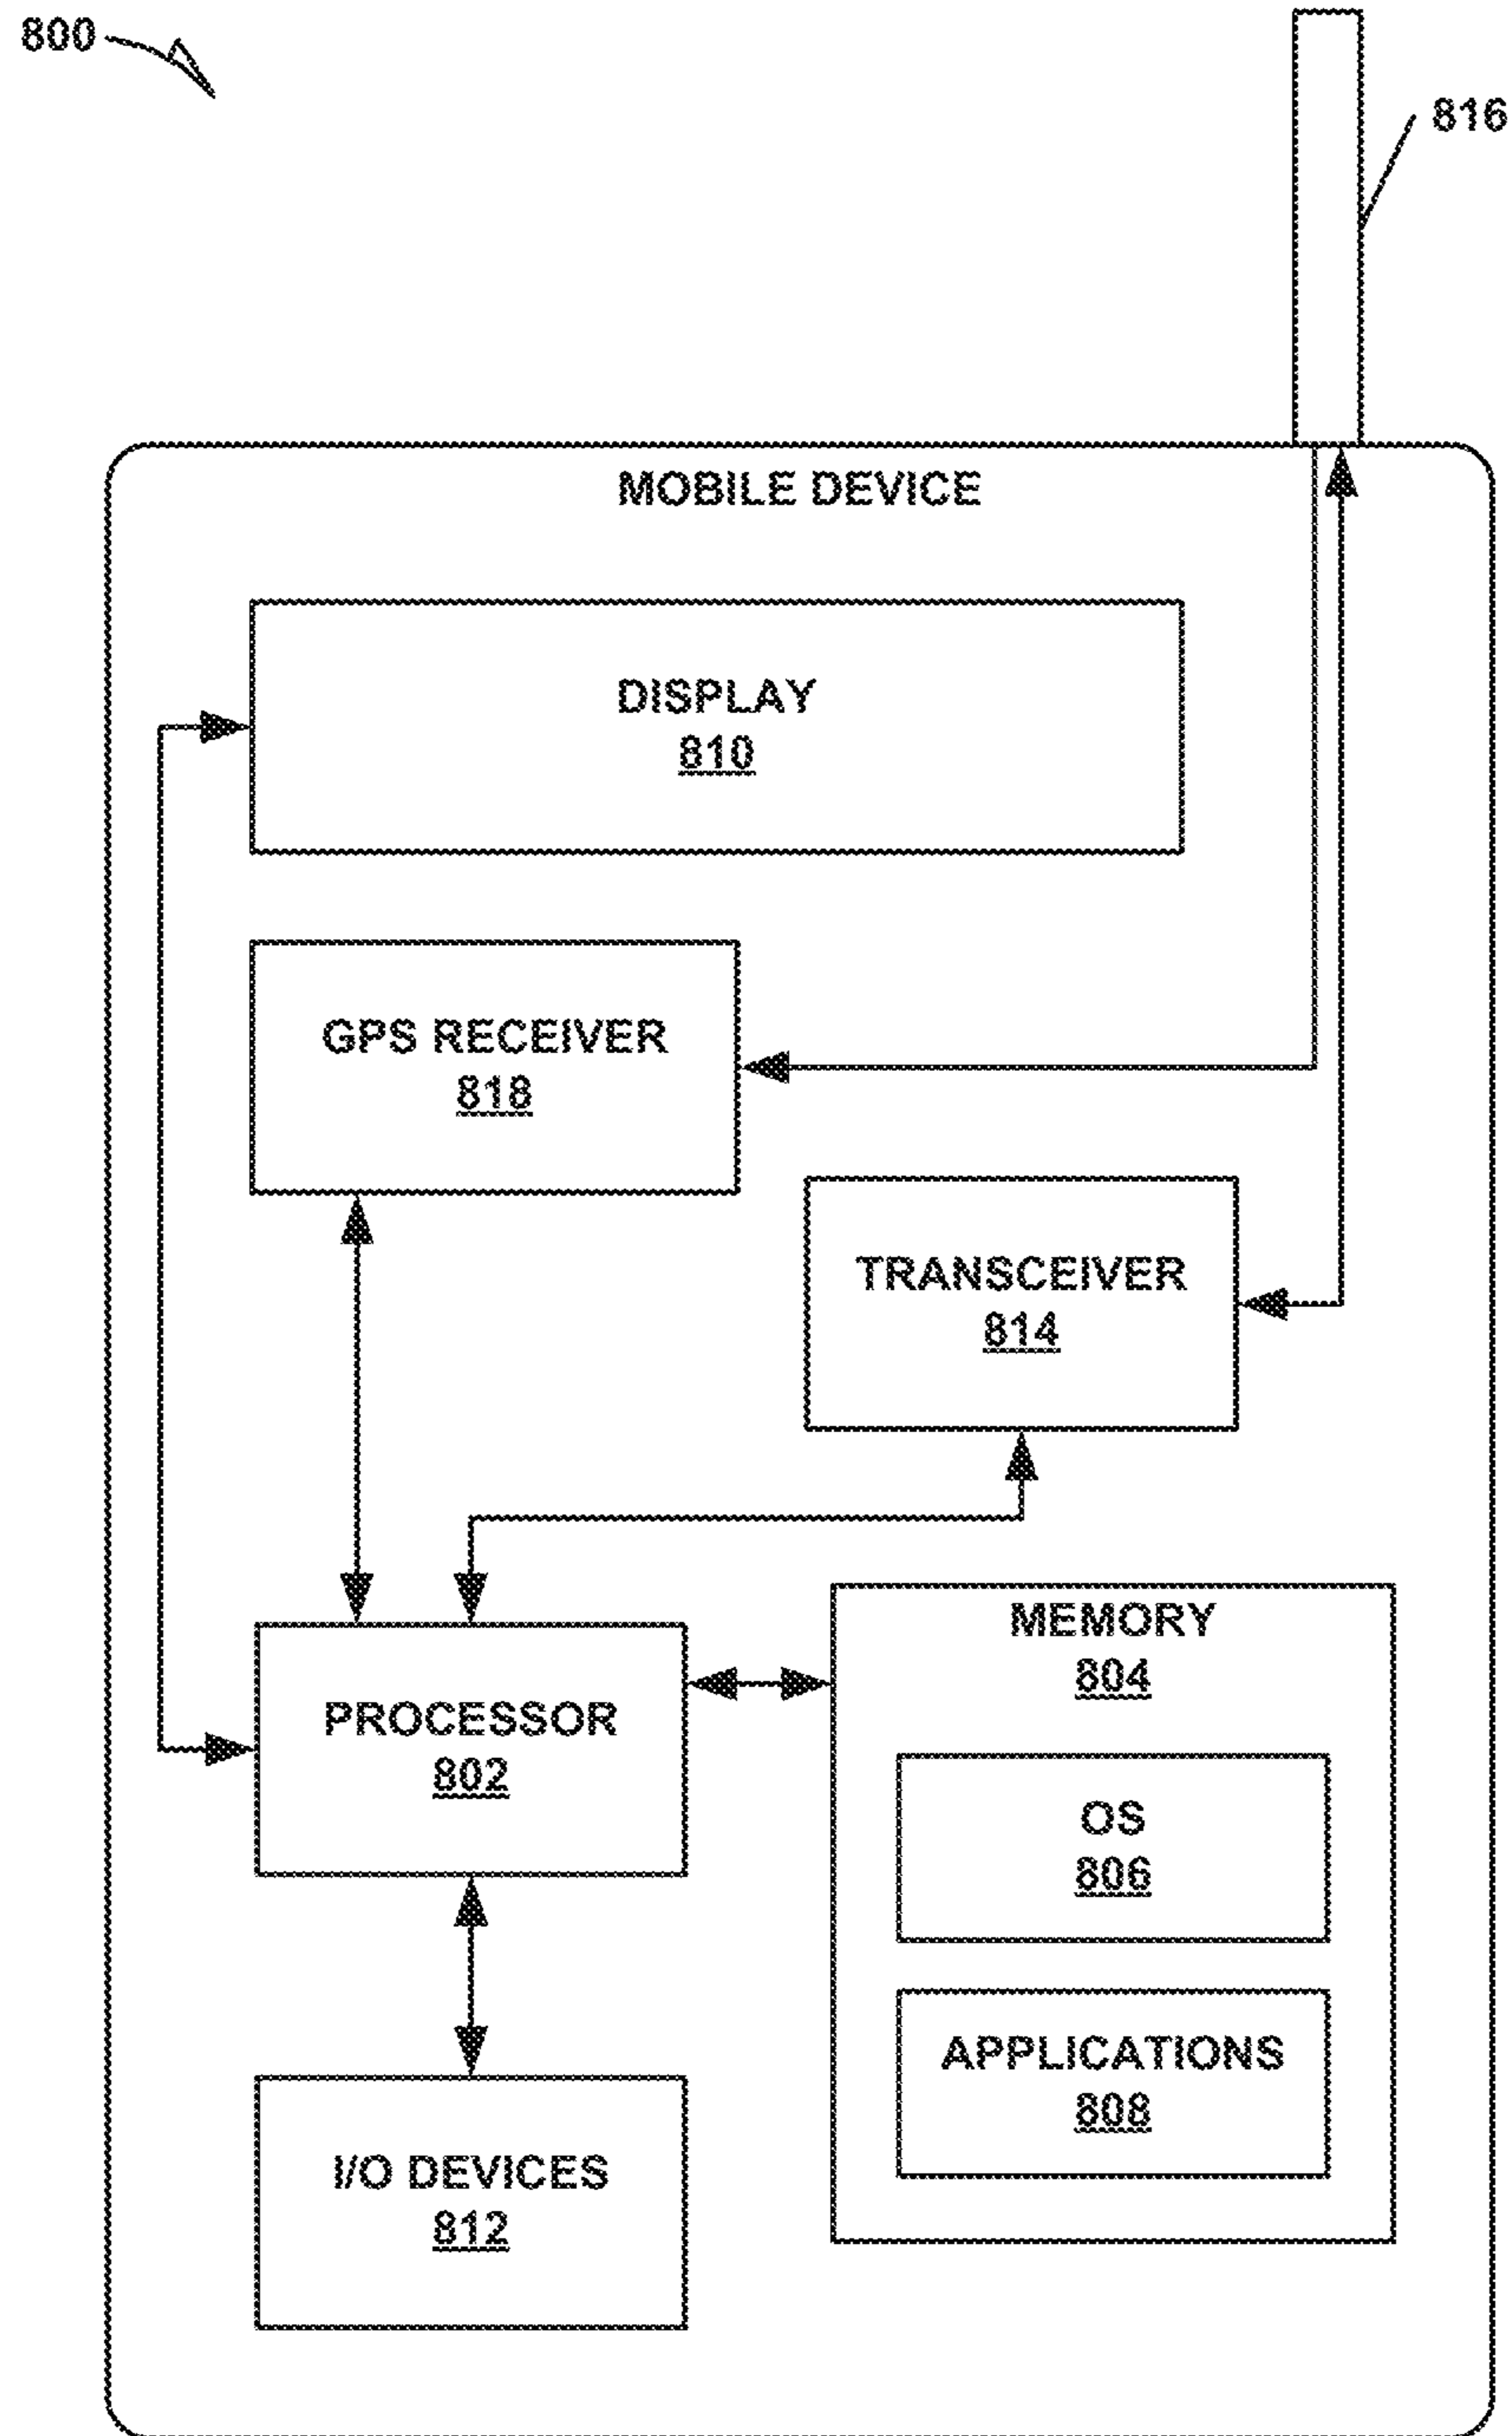 800
816
MOBILE DEVICE
DISPLAY
810
GPS RECEIVER
818
TRANSCEIVER
814
MEMORY
804
PROCESSOR
802
OS
806
APPLICATIONS
808
I/O DEVICES
812